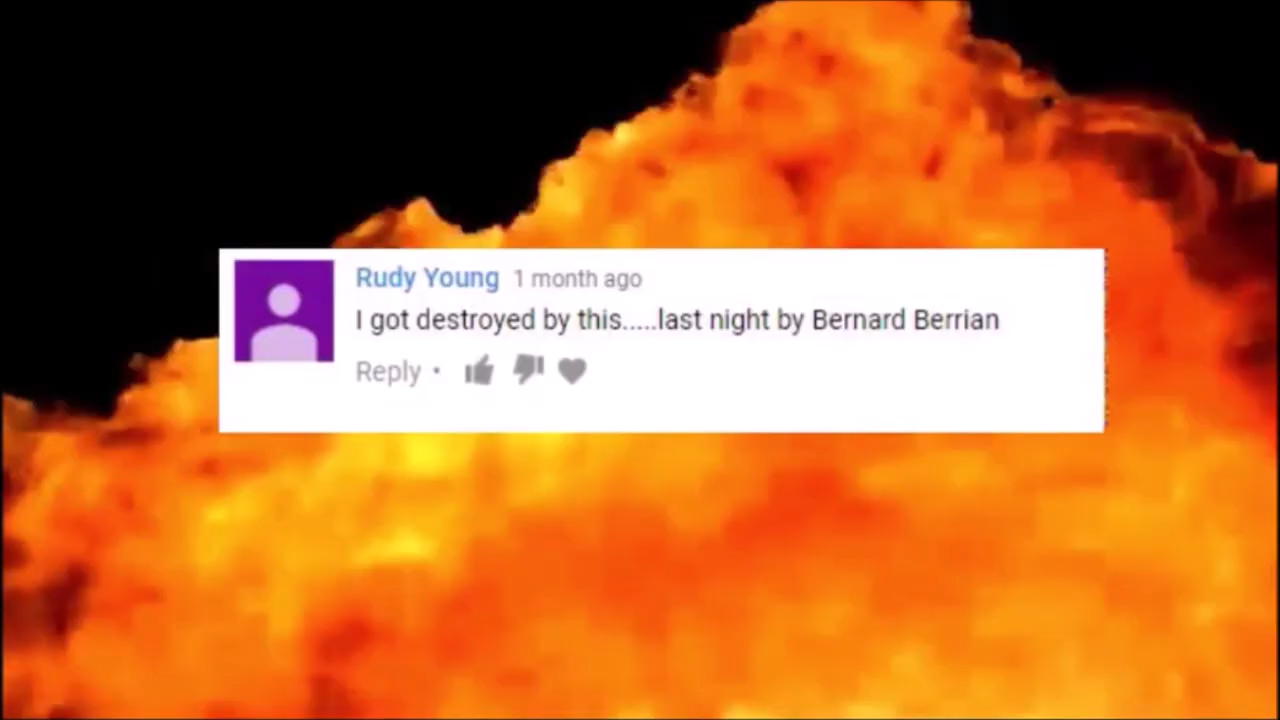 Rudy Young 1 month ago
I got destroyed by this.....last night by Bernard Berrian
Reply •